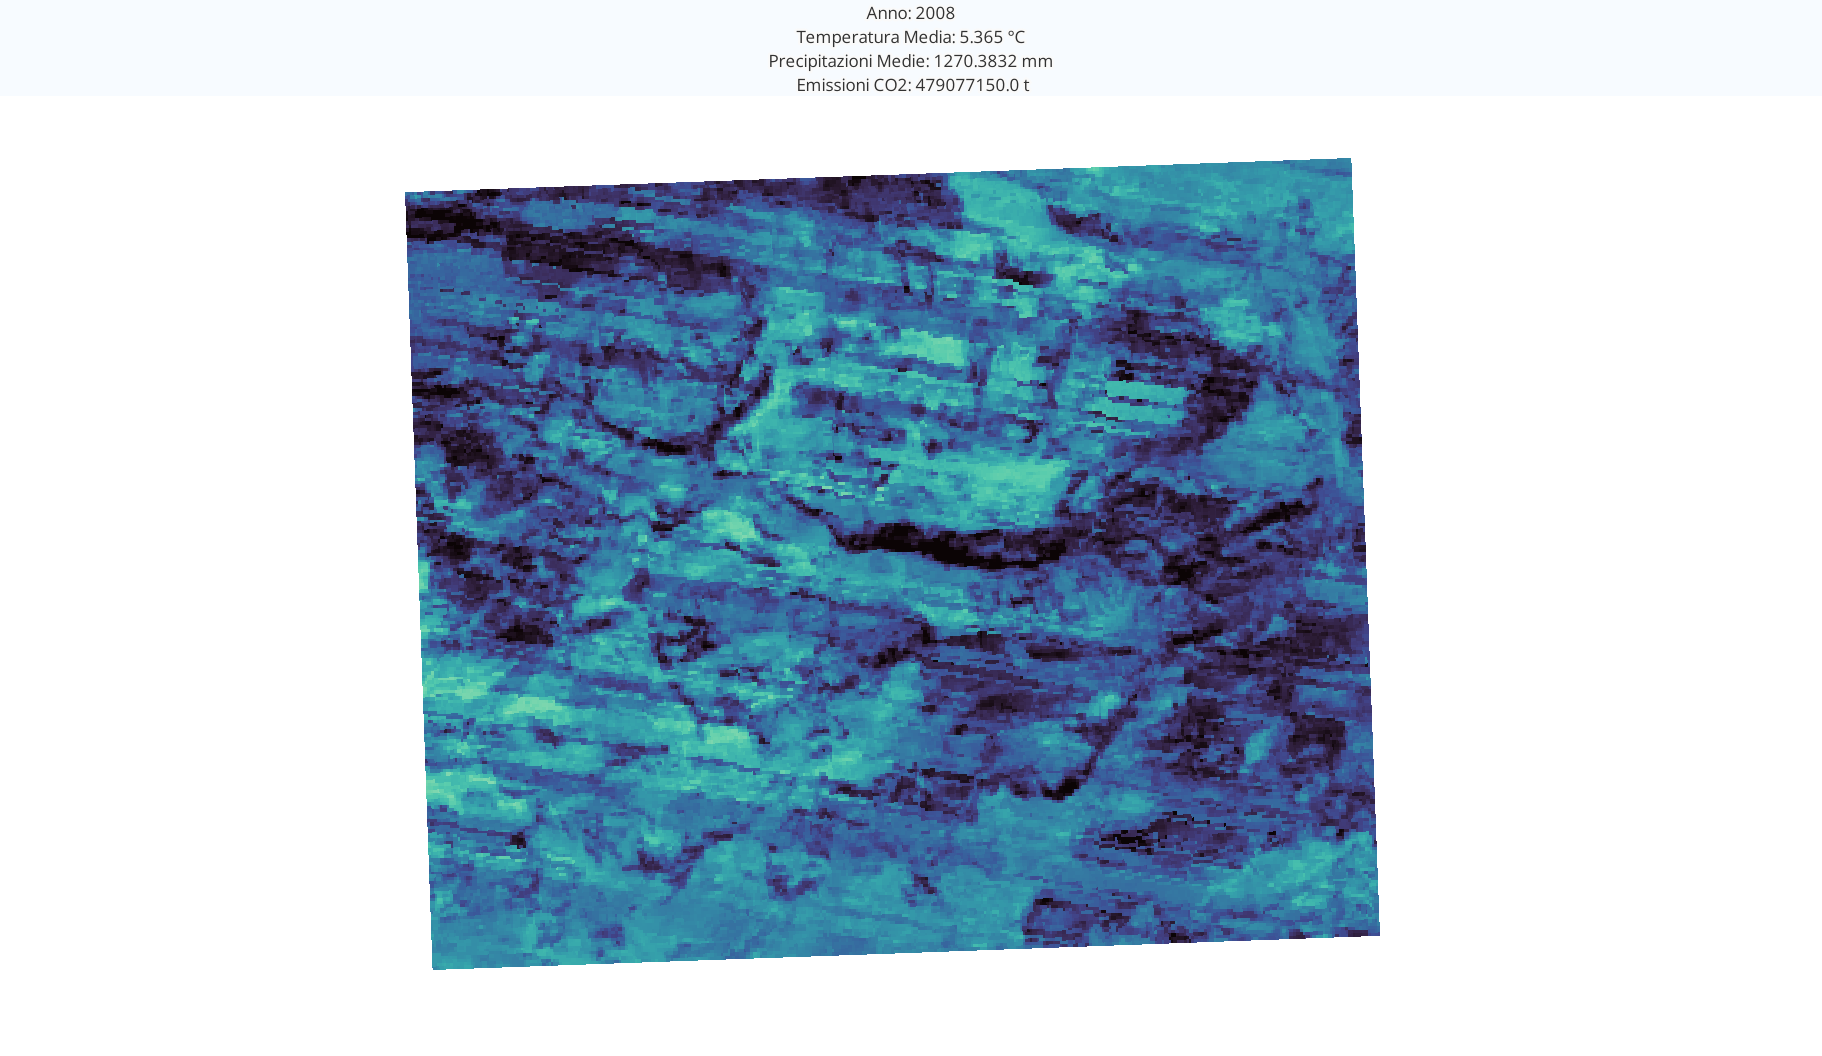 Anno: 2008
Temperatura Media: 5.365 °C
Precipitazioni Medie: 1270.3832 mm
Emissioni CO2: 479077150.0 t